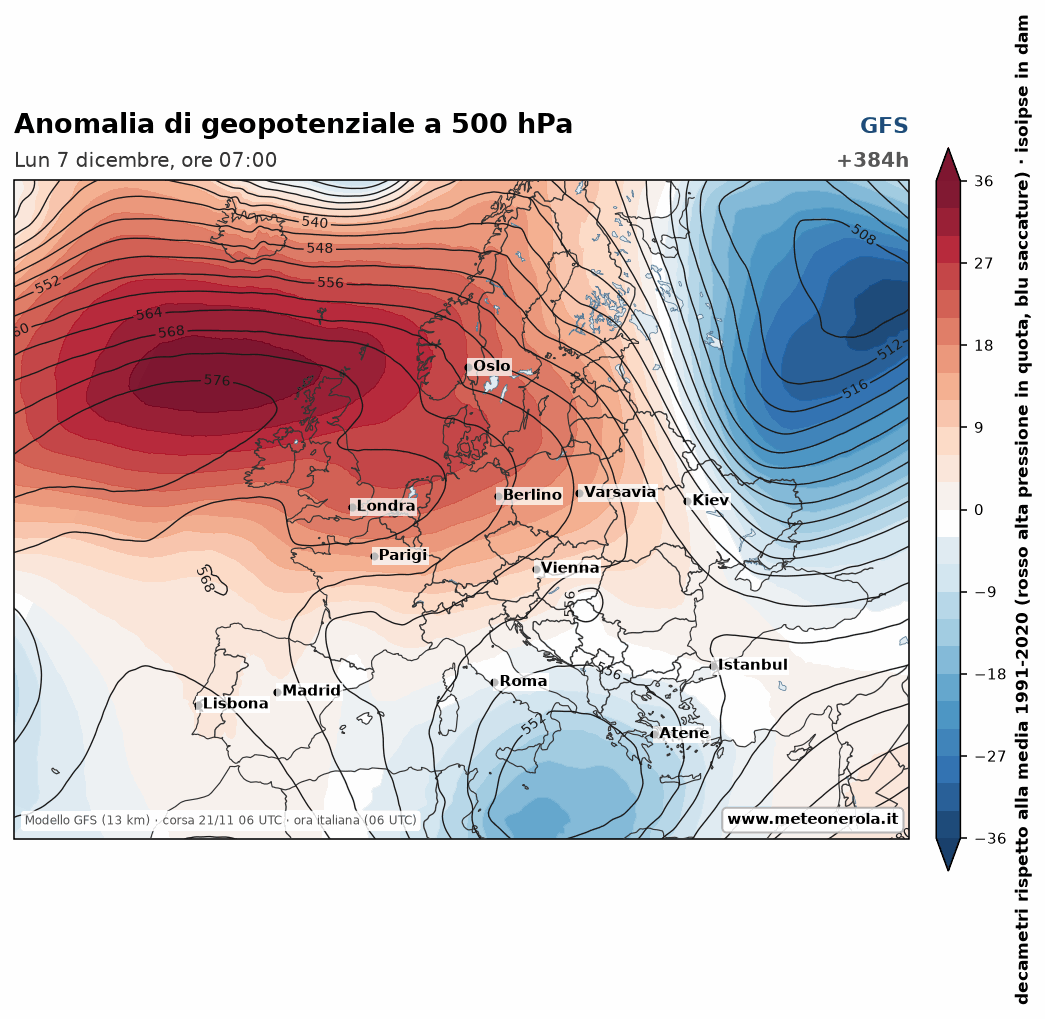 Anomalia di geopotenziale a 500 hPa
GFS
Lun 7 dicembre, ore 07:00
+384h
540
548
552
556
564
568
576
508
512
516
568
552
Oslo
Berlino
Varsavia
Kiev
Londra
Parigi
Vienna
Istanbul
Roma
Madrid
Lisbona
Atene
Modello GFS (13 km) · corsa 21/11 06 UTC · ora italiana (06 UTC)
www.meteonerola.it
36
27
18
9
0
−9
−18
−27
−36
decametri rispetto alla media 1991-2020 (rosso alta pressione in quota, blu saccature) · isoipse in dam